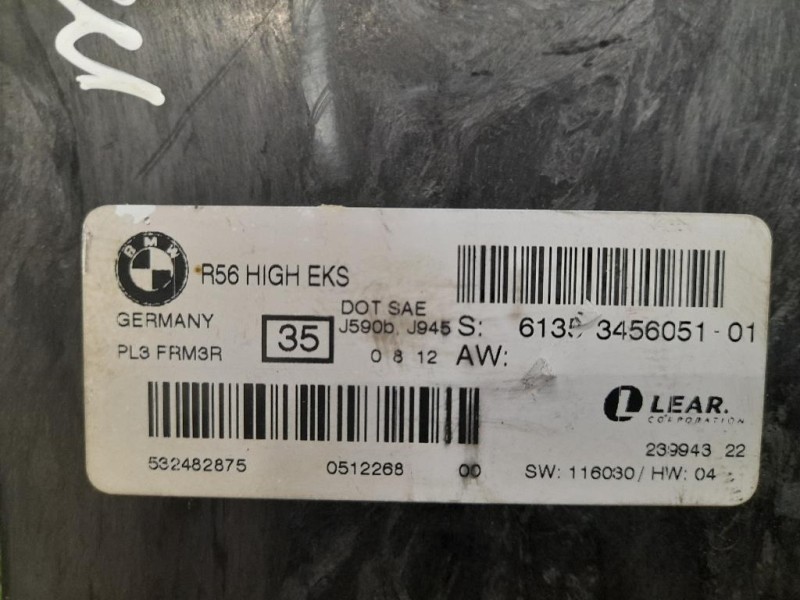 BMW
R56 HIGH EKS
GERMANY
35
DOT SAE
J590b, J945
S: 6135 3456051-01
PL3 FRM3R
0 8 12
AW:
LEAR.
CORPORATION
239943 22
532482875 0512268 00
SW: 116030/ HW: 04